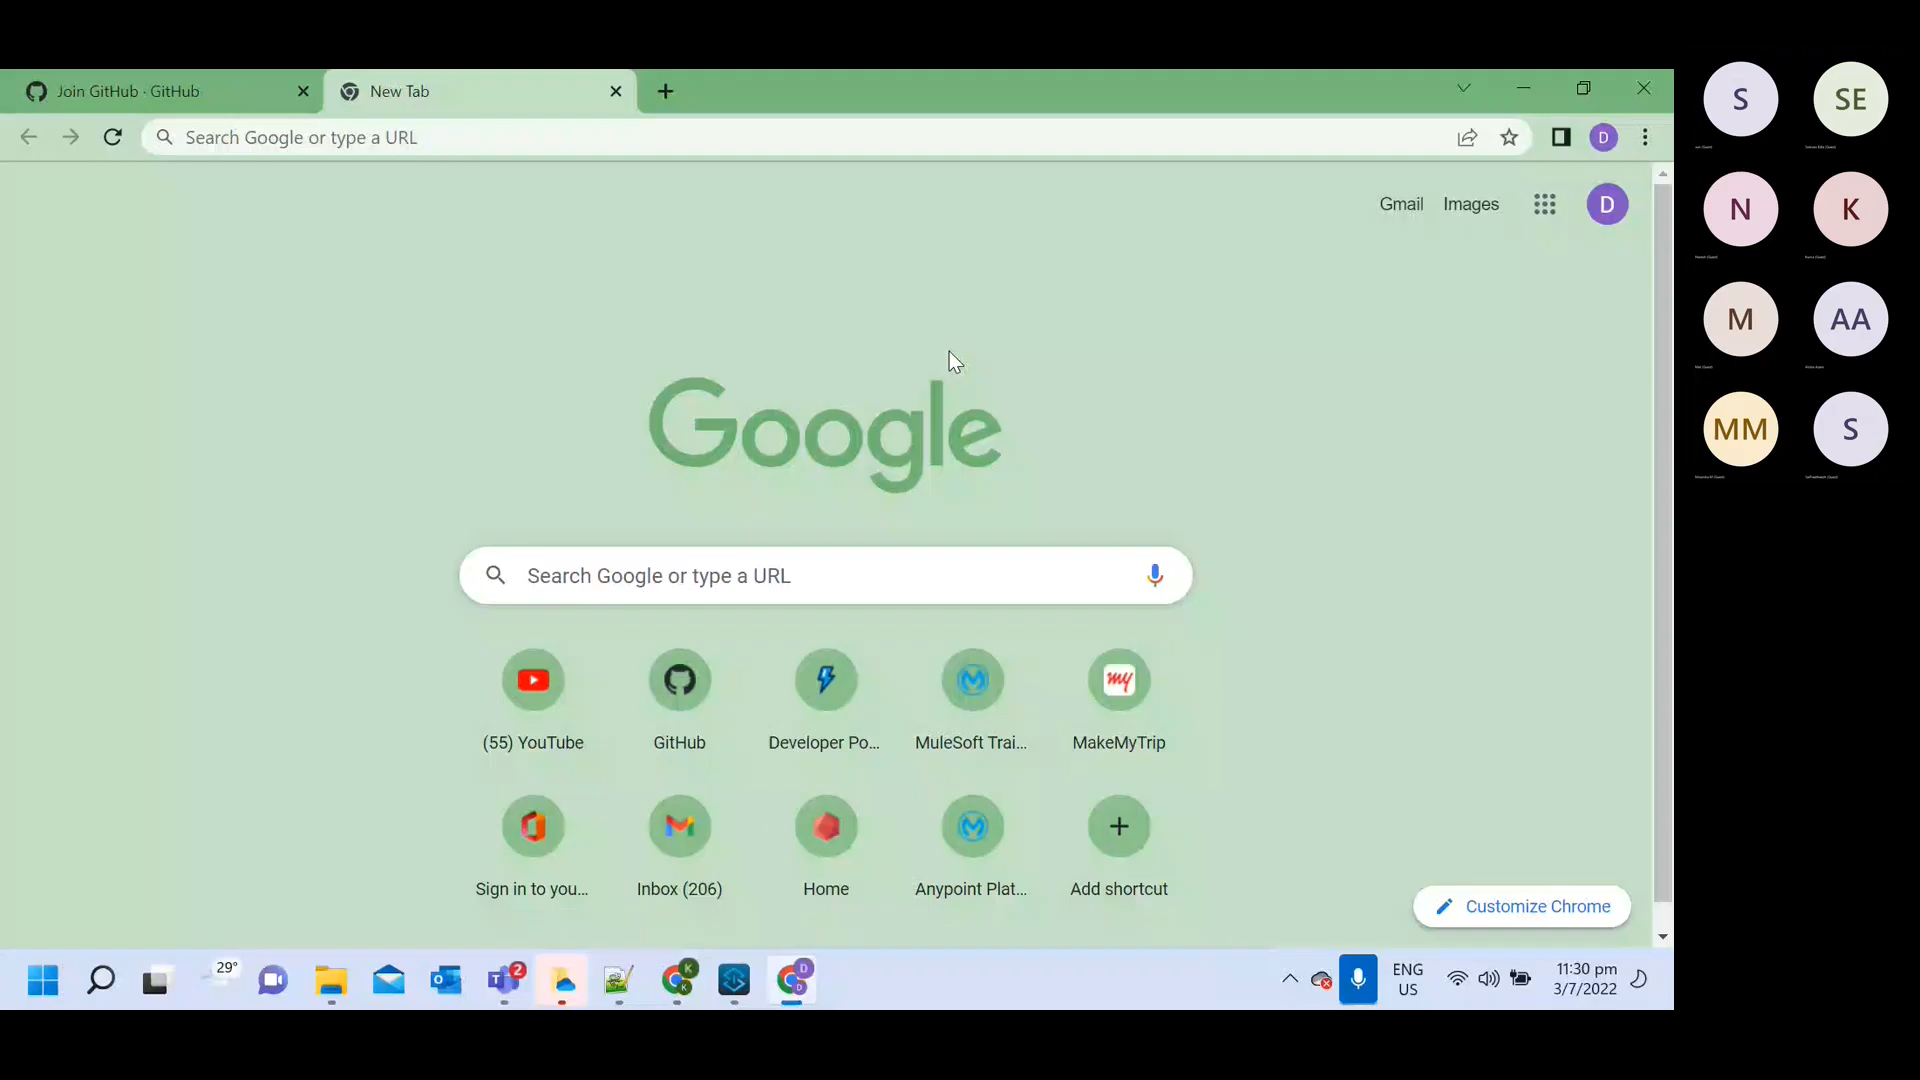 Join GitHub · GitHub
New Tab
Search Google or type a URL
D
Gmail
Images
D
Google
Search Google or type a URL
(55) YouTube
GitHub
Developer Po...
MuleSoft Trai...
my
MakeMyTrip
Sign in to you...
Inbox (206)
Home
Anypoint Plat...
Add shortcut
Customize Chrome
29°
2
K
K
D
D
ENG
US
11:30 pm
3/7/2022
S
SE
N
K
M
AA
MM
S